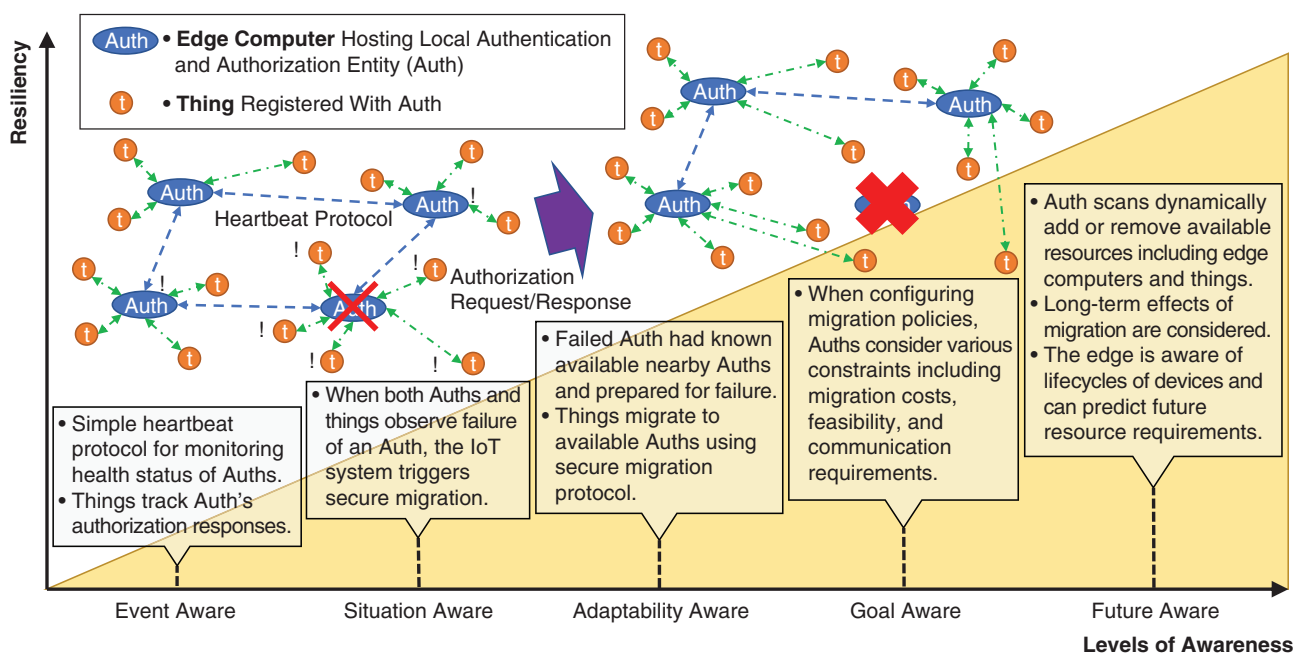 Resiliency
Auth • Edge Computer Hosting Local Authentication
and Authorization Entity (Auth)
t • Thing Registered With Auth
t
t
t
Auth
t
t
t
Auth !
t
Heartbeat Protocol
t
t
Auth !
t
t
! t
! t
Auth
! t
! t
! t
Authorization
Request/Response
t
t
t
Auth
t
t
t
t
Auth
t
t
t
t
Auth
t
t
t
t
t
t
t
• Simple heartbeat
protocol for monitoring
health status of Auths.
• Things track Auth's
authorization responses.
• When both Auths and
things observe failure
of an Auth, the IoT
system triggers
secure migration.
• Failed Auth had known
available nearby Auths
and prepared for failure.
• Things migrate to
available Auths using
secure migration
protocol.
• When configuring
migration policies,
Auths consider various
constraints including
migration costs,
feasibility, and
communication
requirements.
• Auth scans dynamically
add or remove available
resources including edge
computers and things.
• Long-term effects of
migration are considered.
• The edge is aware of
lifecycles of devices and
can predict future
resource requirements.
Event Aware
Situation Aware
Adaptability Aware
Goal Aware
Future Aware
Levels of Awareness